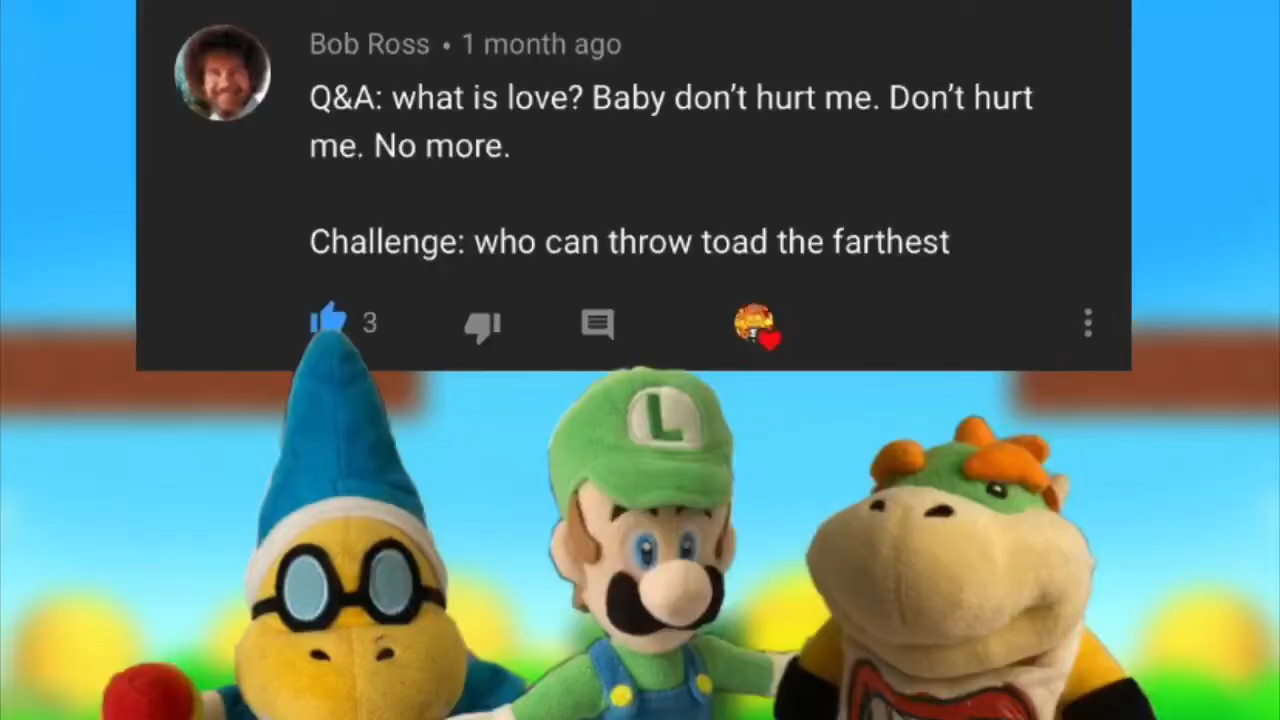 Bob Ross • 1 month ago
Q&A: what is love? Baby don't hurt me. Don't hurt
me. No more.
Challenge: who can throw toad the farthest
3
L